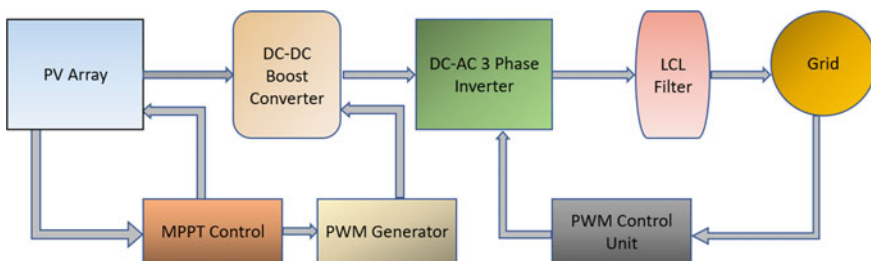 PV Array
DC-DC
Boost
Converter
DC-AC 3 Phase
Inverter
LCL
Filter
Grid
MPPT Control
PWM Generator
PWM Control
Unit